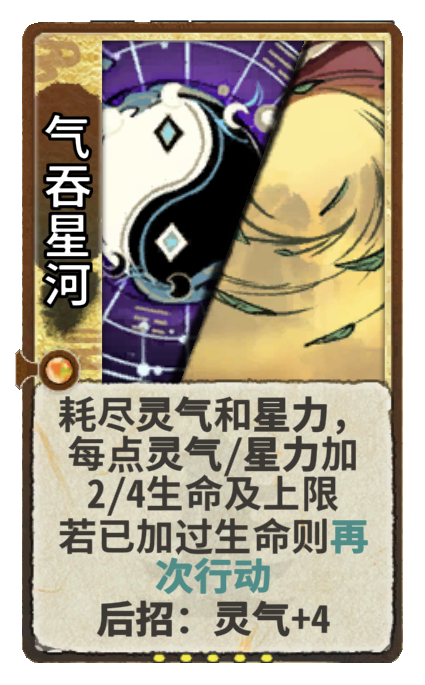 气吞星河
耗尽灵气和星力，
每点灵气/星力加
2/4生命及上限
若已加过生命则再
次行动
后招：灵气+4